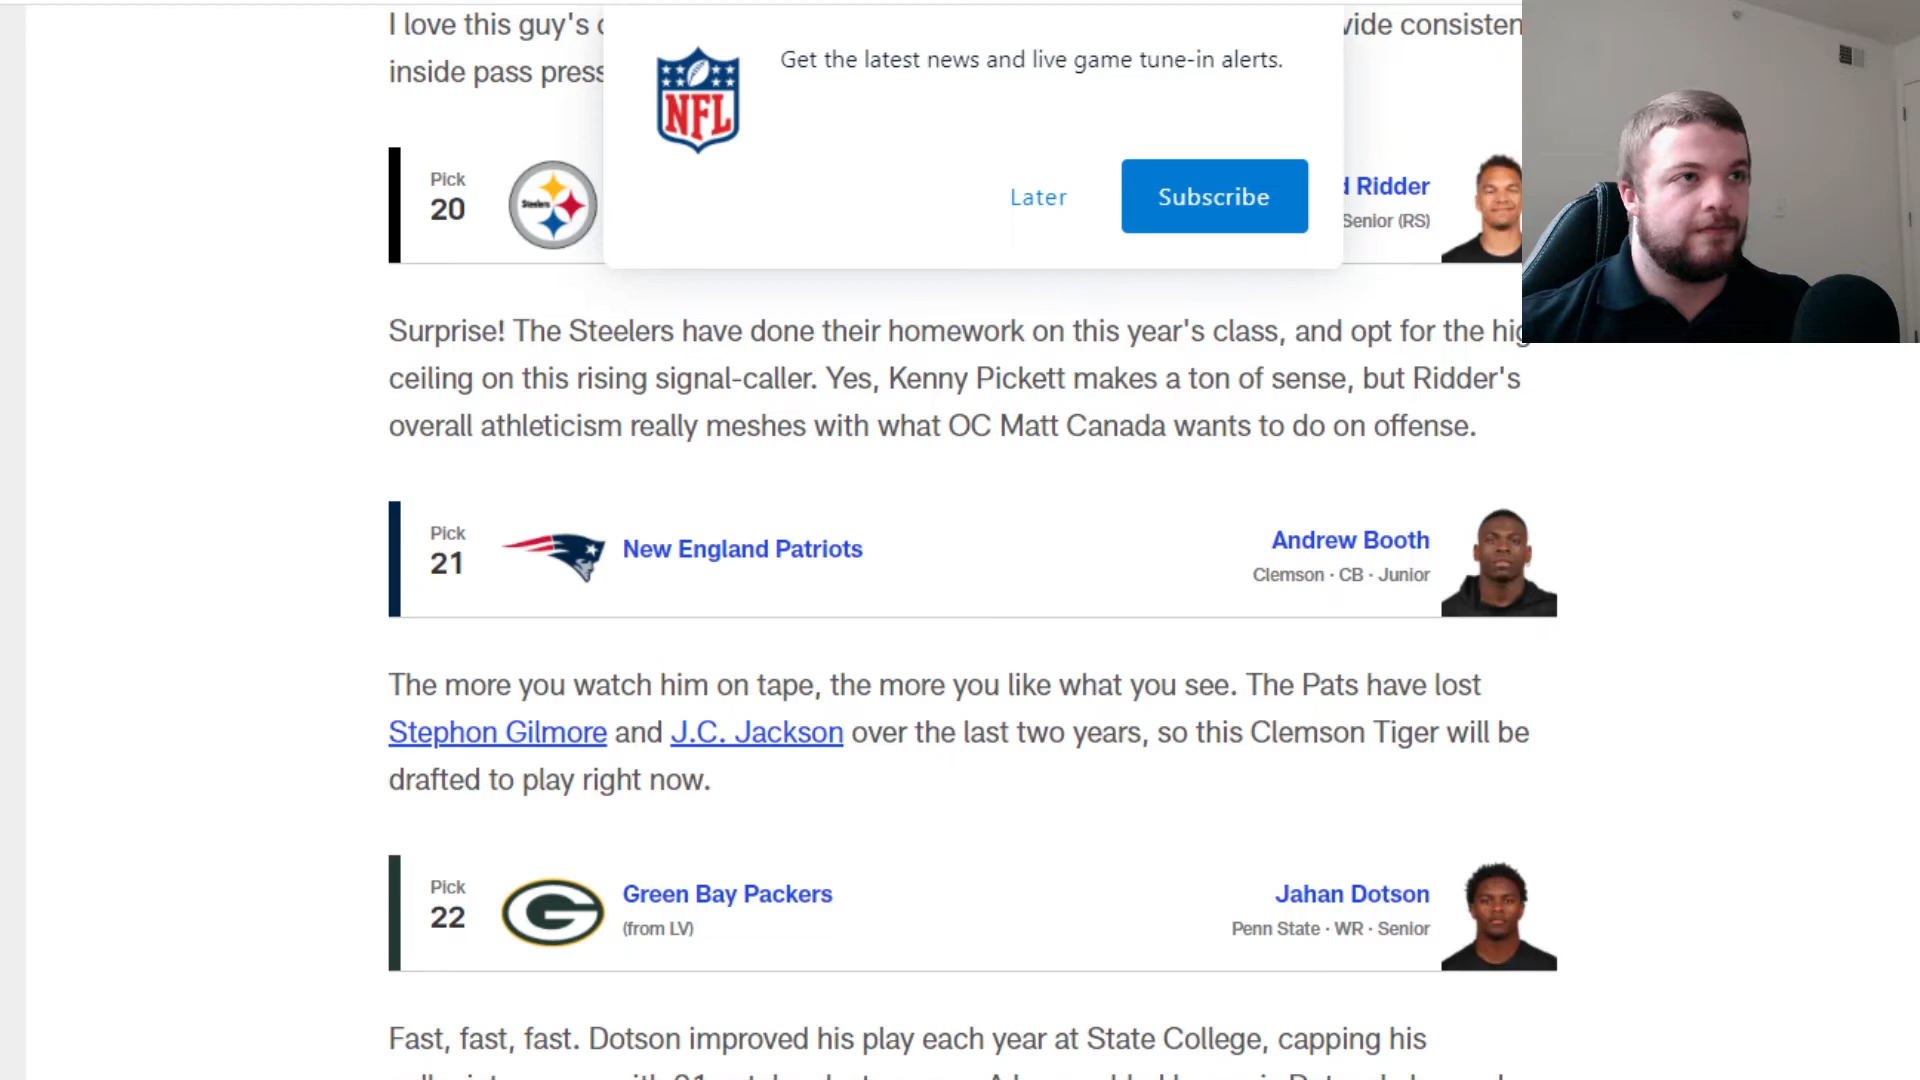 I love this guy's
vide consisten
inside pass press
Get the latest news and live game tune-in alerts.
NFL
Later
Subscribe
Pick
20
Steelers
d Ridder
Senior (RS)
Surprise! The Steelers have done their homework on this year's class, and opt for the hig
ceiling on this rising signal-caller. Yes, Kenny Pickett makes a ton of sense, but Ridder's
overall athleticism really meshes with what OC Matt Canada wants to do on offense.
Pick
21
New England Patriots
Andrew Booth
Clemson · CB · Junior
The more you watch him on tape, the more you like what you see. The Pats have lost
Stephon Gilmore and J.C. Jackson over the last two years, so this Clemson Tiger will be
drafted to play right now.
Pick
22
G
Green Bay Packers
(from LV)
Jahan Dotson
Penn State · WR · Senior
Fast, fast, fast. Dotson improved his play each year at State College, capping his